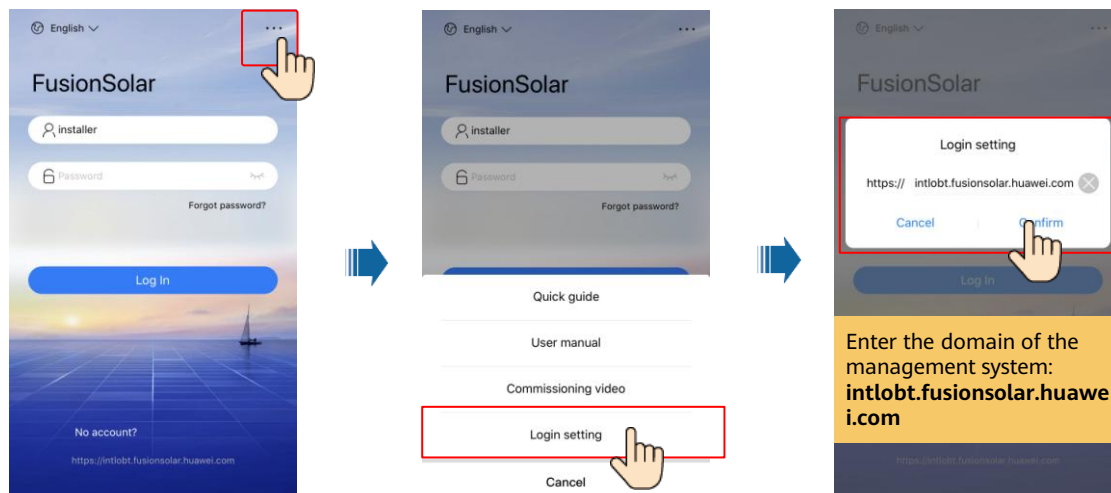 English
...
FusionSolar
installer
Password
Forgot password?
Log In
No account?
https://intlobt.fusionsolar.huawei.com
English
...
FusionSolar
installer
Password
Forgot password?
Quick guide
User manual
Commissioning video
Login setting
Cancel
English
...
FusionSolar
Login setting
https:// intlobt.fusionsolar.huawei.com
Cancel Confirm
Log In
Enter the domain of the
management system:
intlobt.fusionsolar.huawe
i.com
https://intlobt.fusionsolar.huawei.com